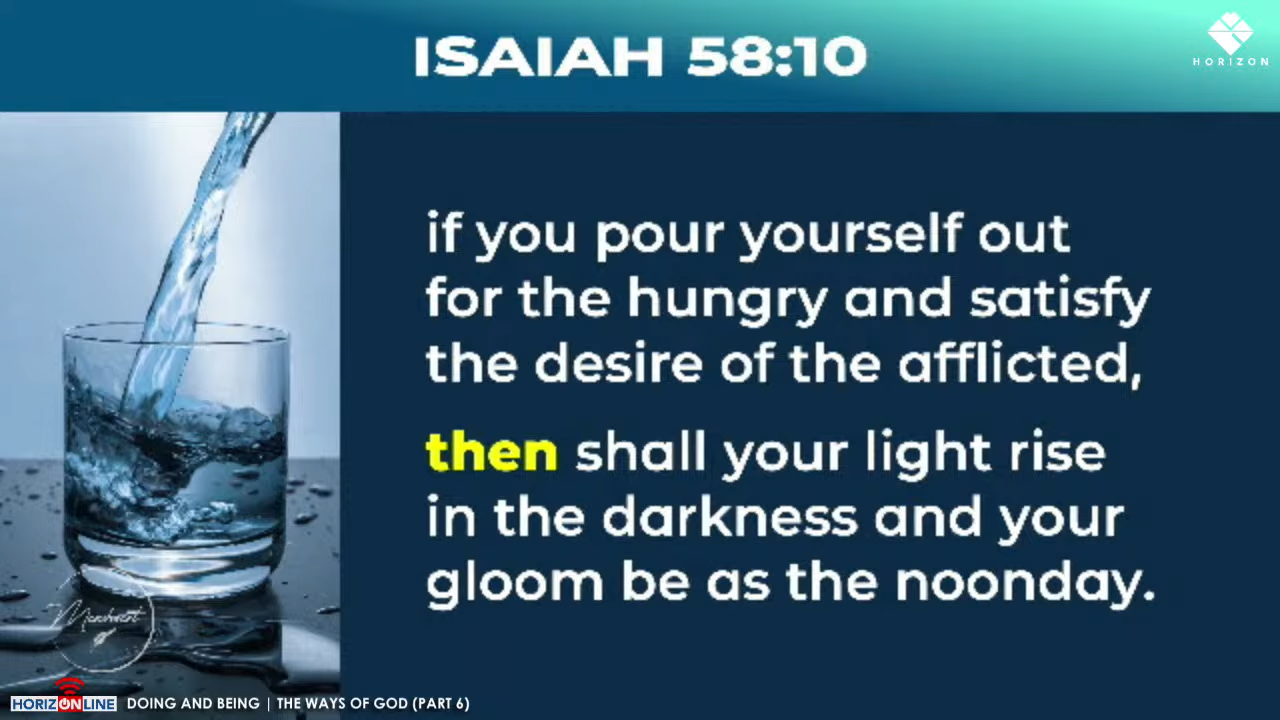 ISAIAH 58:10
HORIZON
if you pour yourself out
for the hungry and satisfy
the desire of the afflicted,
then shall your light rise
in the darkness and your
gloom be as the noonday.
HORIZONLINE DOING AND BEING | THE WAYS OF GOD (PART 6)